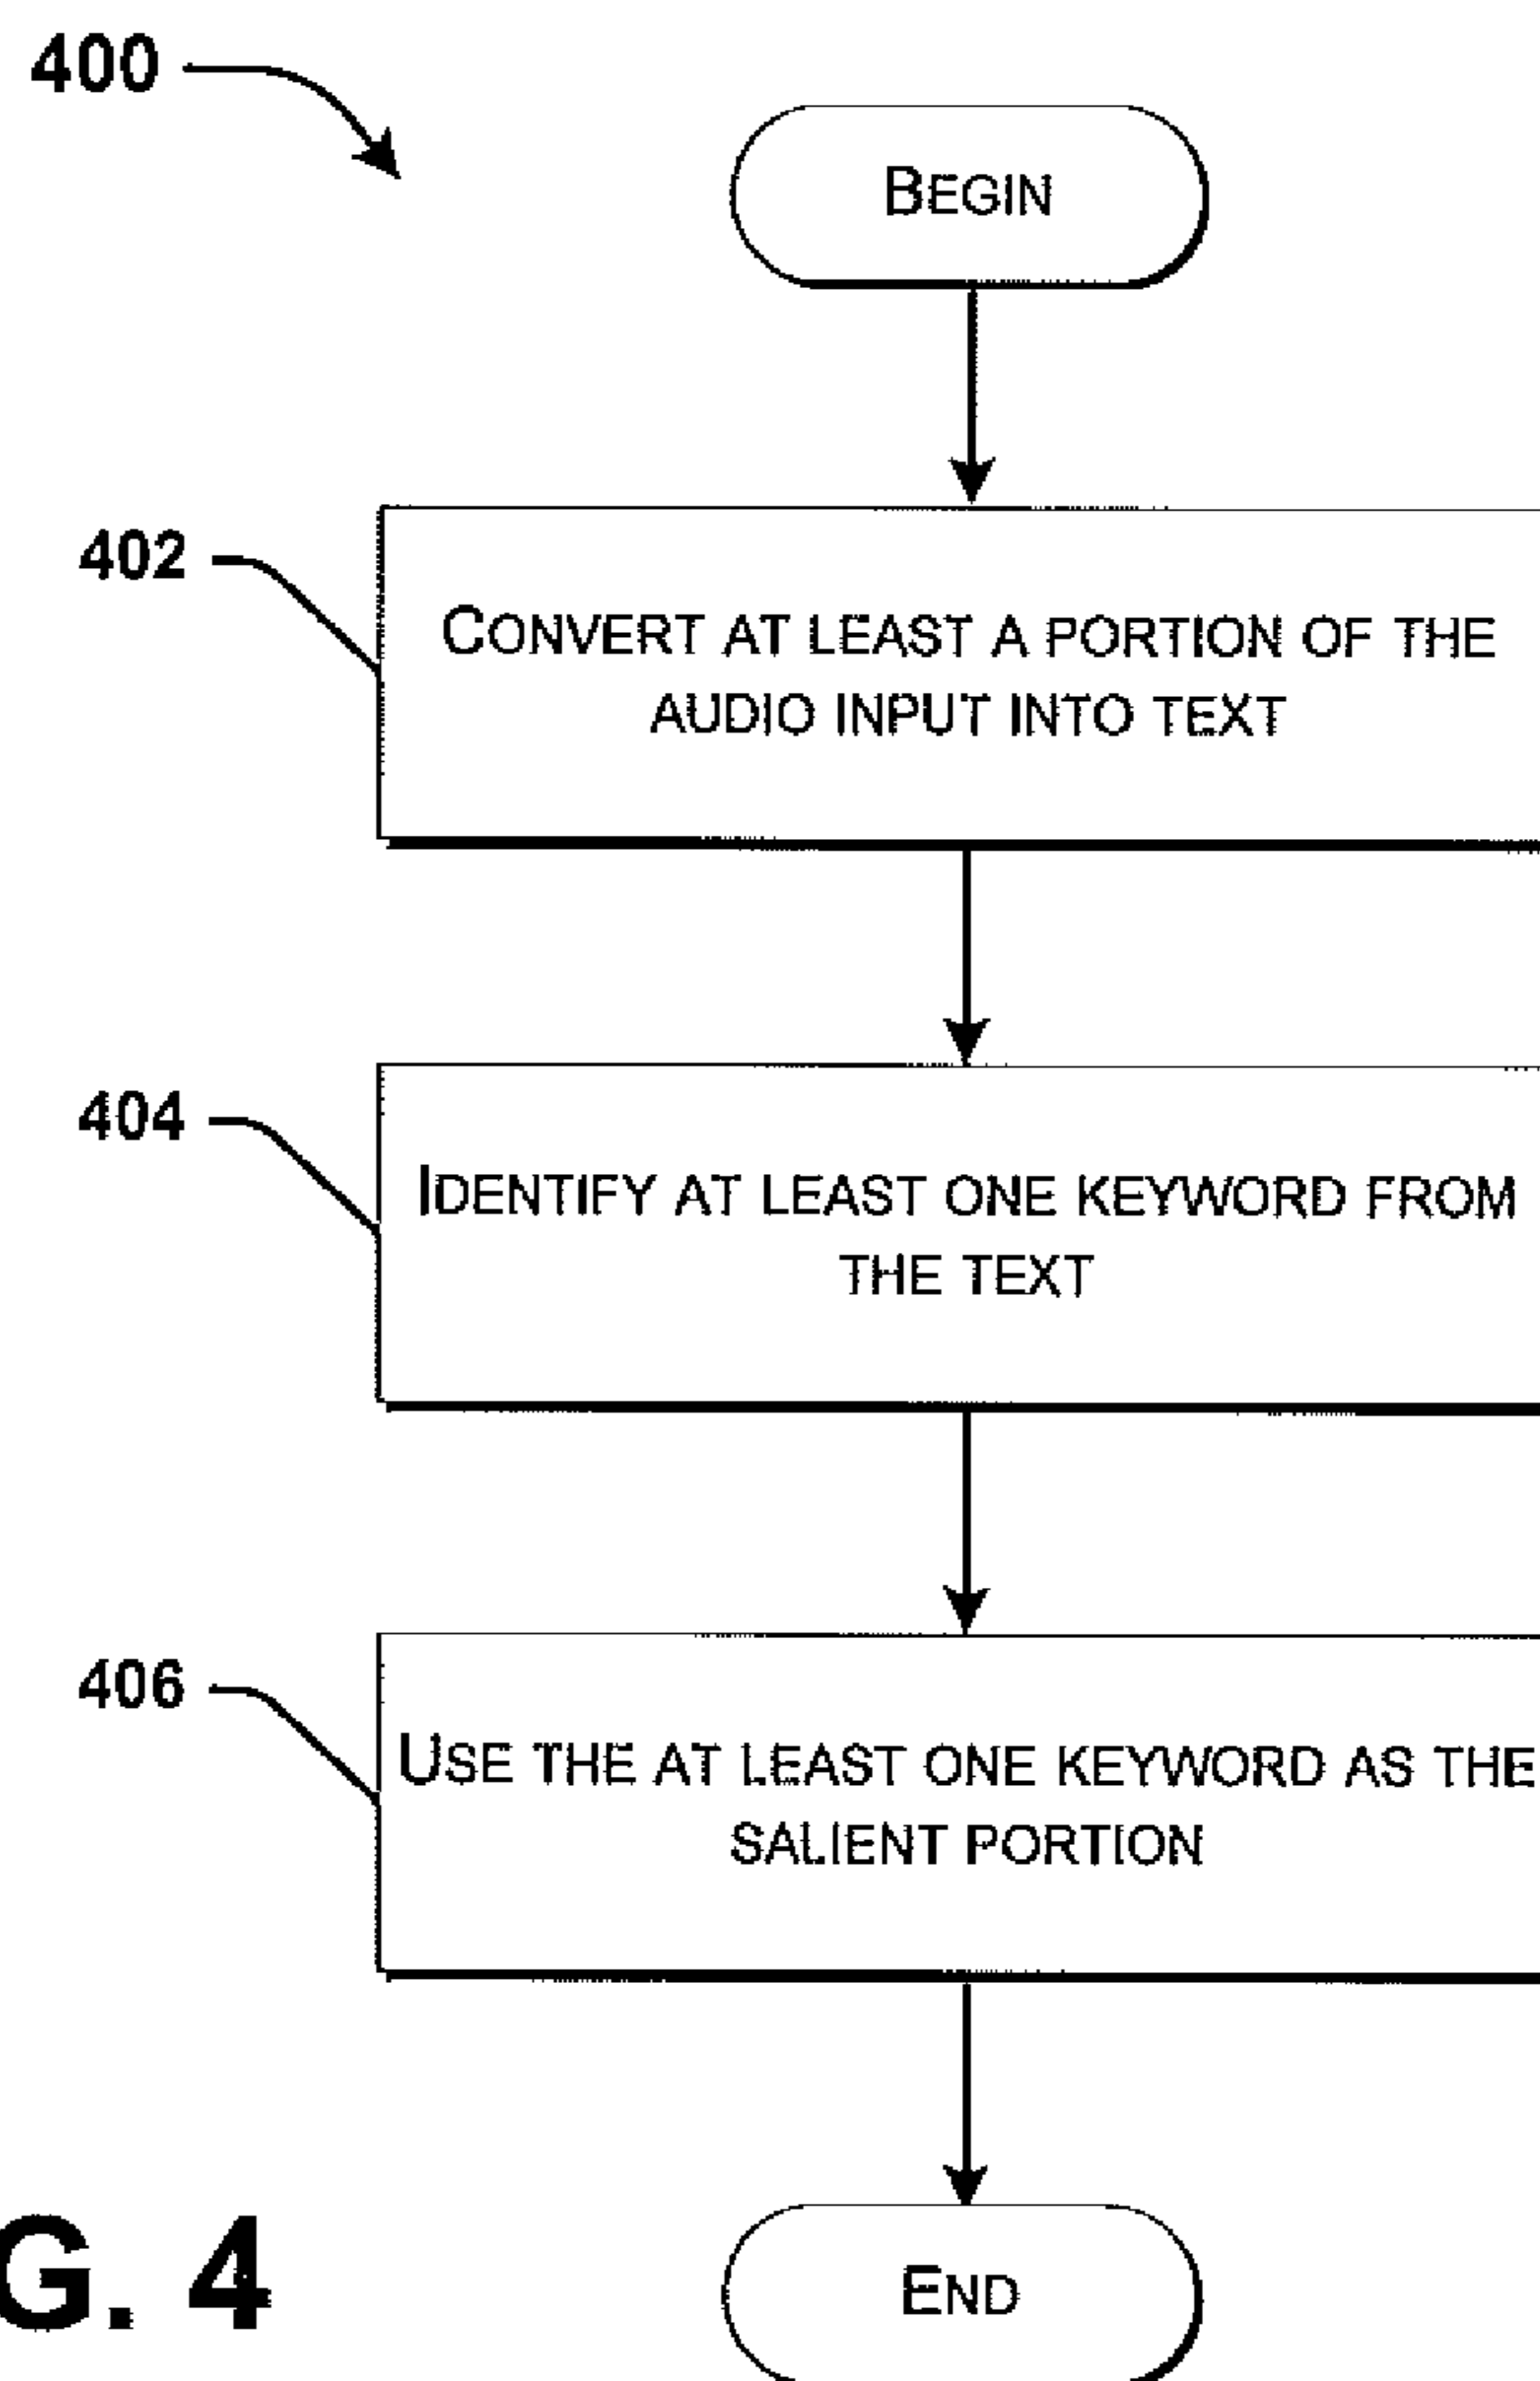 400
BEGIN
402
CONVERT AT LEAST A PORTION OF THE
AUDIO INPUT INTO TEXT
404
IDENTIFY AT LEAST ONE KEYWORD FROM
THE TEXT
406
USE THE AT LEAST ONE KEYWORD AS THE
SALIENT PORTION
END
G. 4